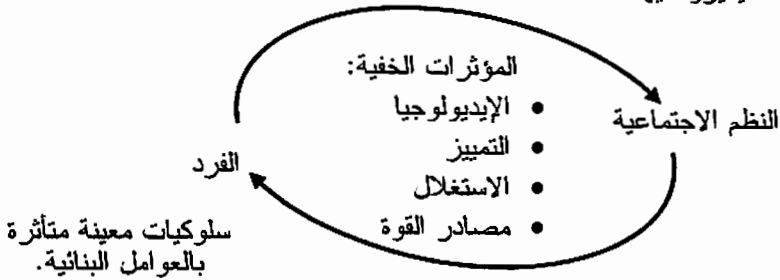 المؤثرات الخفية:
• الإيديولوجيا
النظم الاجتماعية
• التمييز
الفرد
• الاستغلال
• مصادر القوة
سلوكيات معينة متأثرة
بالعوامل البنائية.